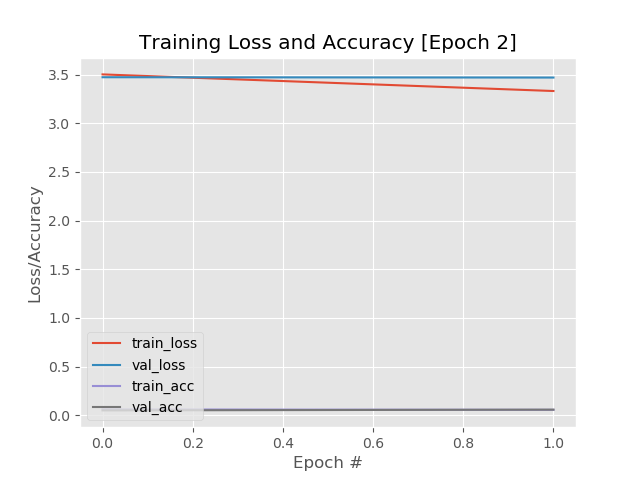 Training Loss and Accuracy [Epoch 2]
3.5
3.0
2.5
2.0
1.5
1.0
0.5
0.0
Loss/Accuracy
train_loss
val_loss
train_acc
val_acc
0.0 0.2 0.4 0.6 0.8 1.0
Epoch #